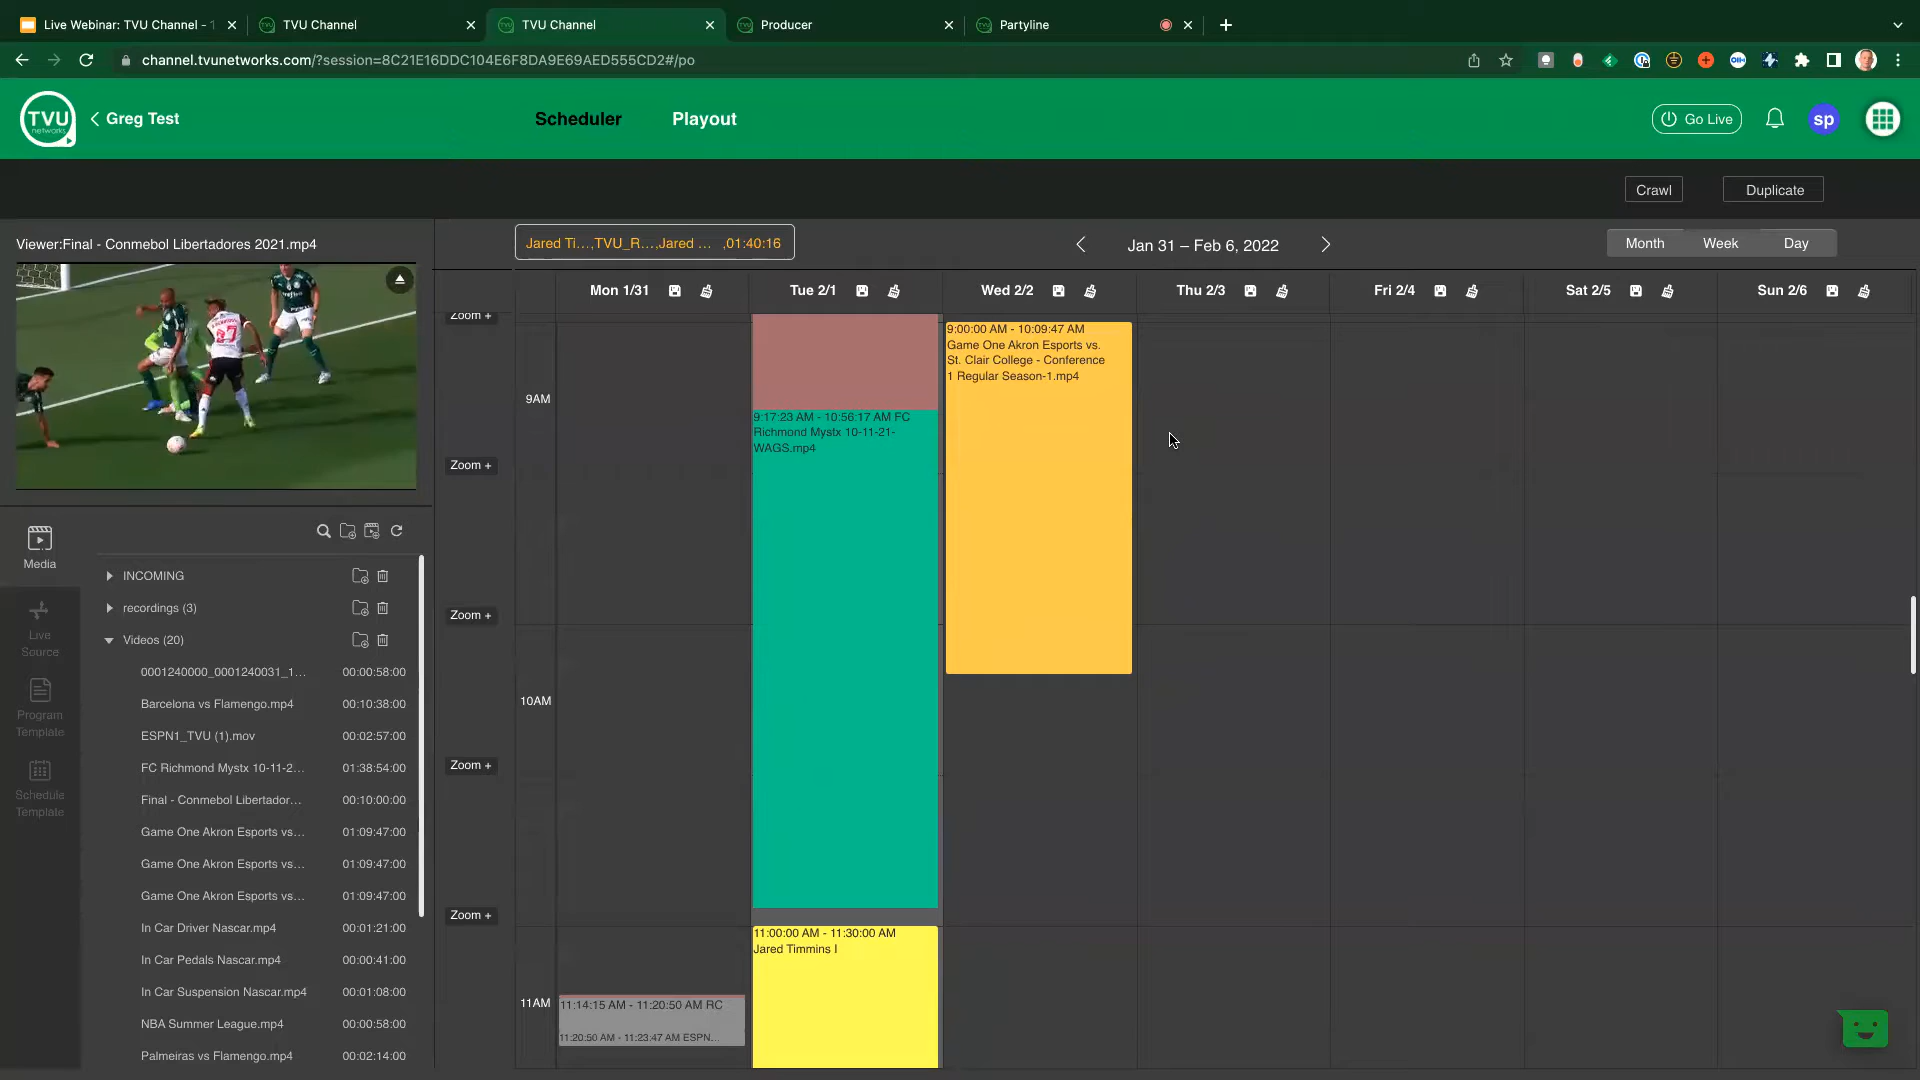 Live Webinar: TVU Channel - 1
TVU Channel
TVU Channel
Producer
Partyline
channel.tvunetworks.com/?session=8C21E16DDC104E6F8DA9E69AED555CD2#/po
TVU networks
Greg Test
Scheduler
Playout
Go Live
sp
Crawl
Duplicate
Viewer:Final - Conmebol Libertadores 2021.mp4
Jared Ti...,TVU_R...,Jared ... ,01:40:16
Jan 31 – Feb 6, 2022
Month
Week
Day
Mon 1/31
Tue 2/1
Wed 2/2
Thu 2/3
Fri 2/4
Sat 2/5
Sun 2/6
Zoom +
9AM
Zoom +
Zoom +
10AM
Zoom +
Zoom +
11AM
9:17:23 AM - 10:56:17 AM FC
Richmond Mystx 10-11-21-
WAGS.mp4
9:00:00 AM - 10:09:47 AM
Game One Akron Esports vs.
St. Clair College - Conference
1 Regular Season-1.mp4
11:00:00 AM - 11:30:00 AM
Jared Timmins I
11:14:15 AM - 11:20:50 AM RC
11:20:50 AM - 11:23:47 AM ESPN...
Media
Live
Source
Program
Template
Schedule
Template
INCOMING
recordings (3)
Videos (20)
0001240000_0001240031_1... 00:00:58:00
Barcelona vs Flamengo.mp4 00:10:38:00
ESPN1_TVU (1).mov 00:02:57:00
FC Richmond Mystx 10-11-2... 01:38:54:00
Final - Conmebol Libertador... 00:10:00:00
Game One Akron Esports vs... 01:09:47:00
Game One Akron Esports vs... 01:09:47:00
Game One Akron Esports vs... 01:09:47:00
In Car Driver Nascar.mp4 00:01:21:00
In Car Pedals Nascar.mp4 00:00:41:00
In Car Suspension Nascar.mp4 00:01:08:00
NBA Summer League.mp4 00:00:58:00
Palmeiras vs Flamengo.mp4 00:02:14:00